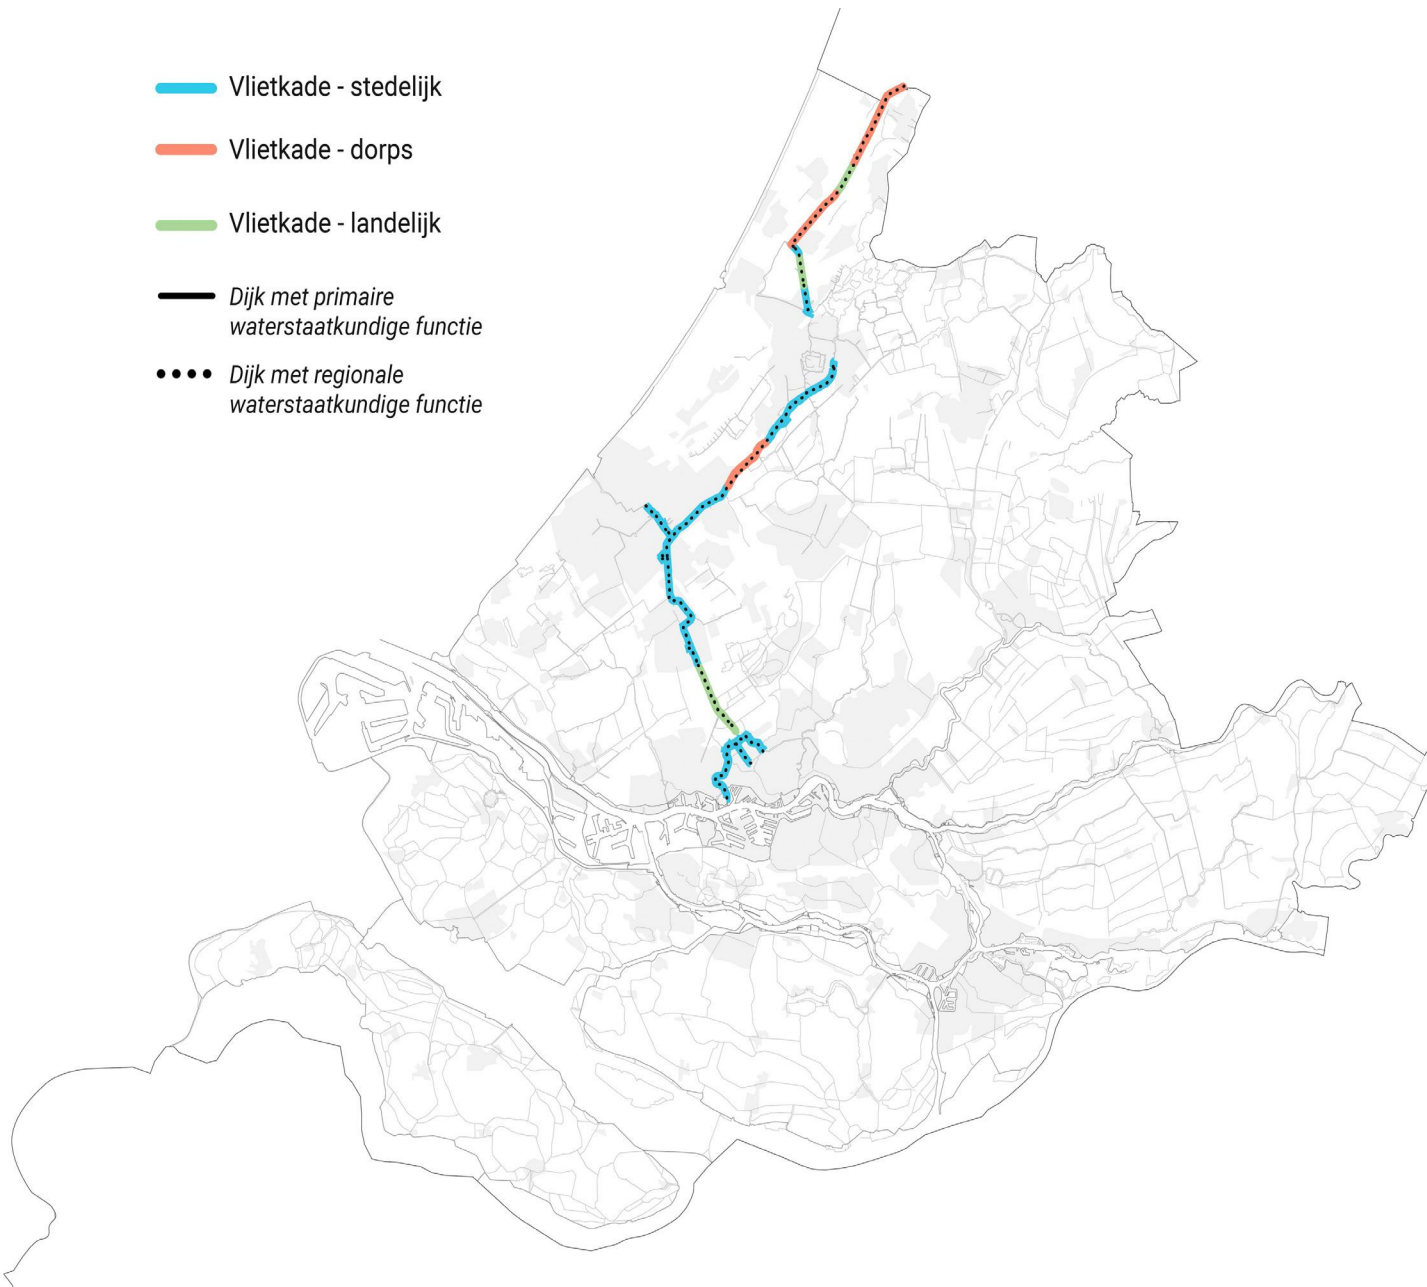 Vlietkade - stedelijk
Vlietkade - dorps
Vlietkade - landelijk
Dijk met primaire
waterstaatkundige functie
Dijk met regionale
waterstaatkundige functie